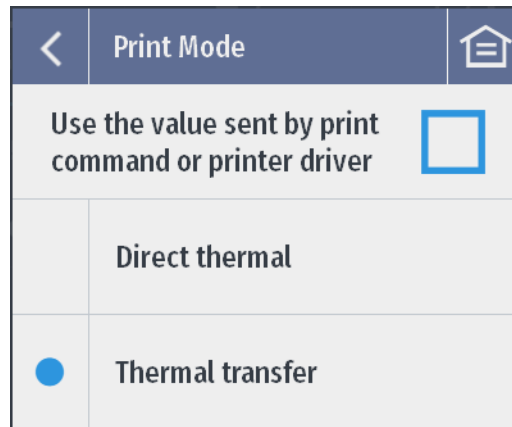 Print Mode
Use the value sent by print
command or printer driver
Direct thermal
Thermal transfer